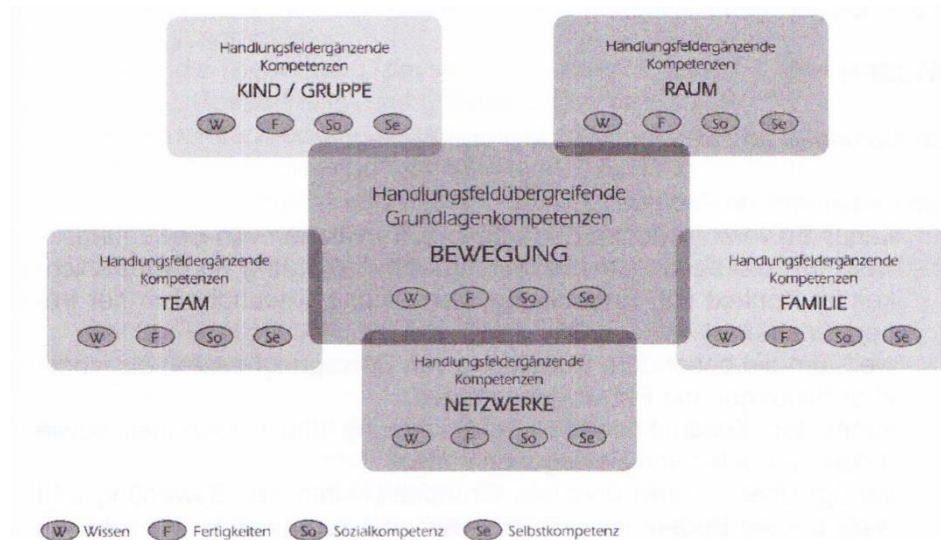 Handlungsfeldergänzende
Kompetenzen
KIND / GRUPPE
W F So Se
Handlungsfeldergänzende
Kompetenzen
RAUM
W F So Se
Handlungsfeldübergreifende
Grundlagenkompetenzen
BEWEGUNG
W F So Se
Handlungsfeldergänzende
Kompetenzen
TEAM
W F So Se
Handlungsfeldergänzende
Kompetenzen
FAMILIE
W F So Se
Handlungsfeldergänzende
Kompetenzen
NETZWERKE
W F So Se
W Wissen F Fertigkeiten So Sozialkompetenz Se Selbstkompetenz